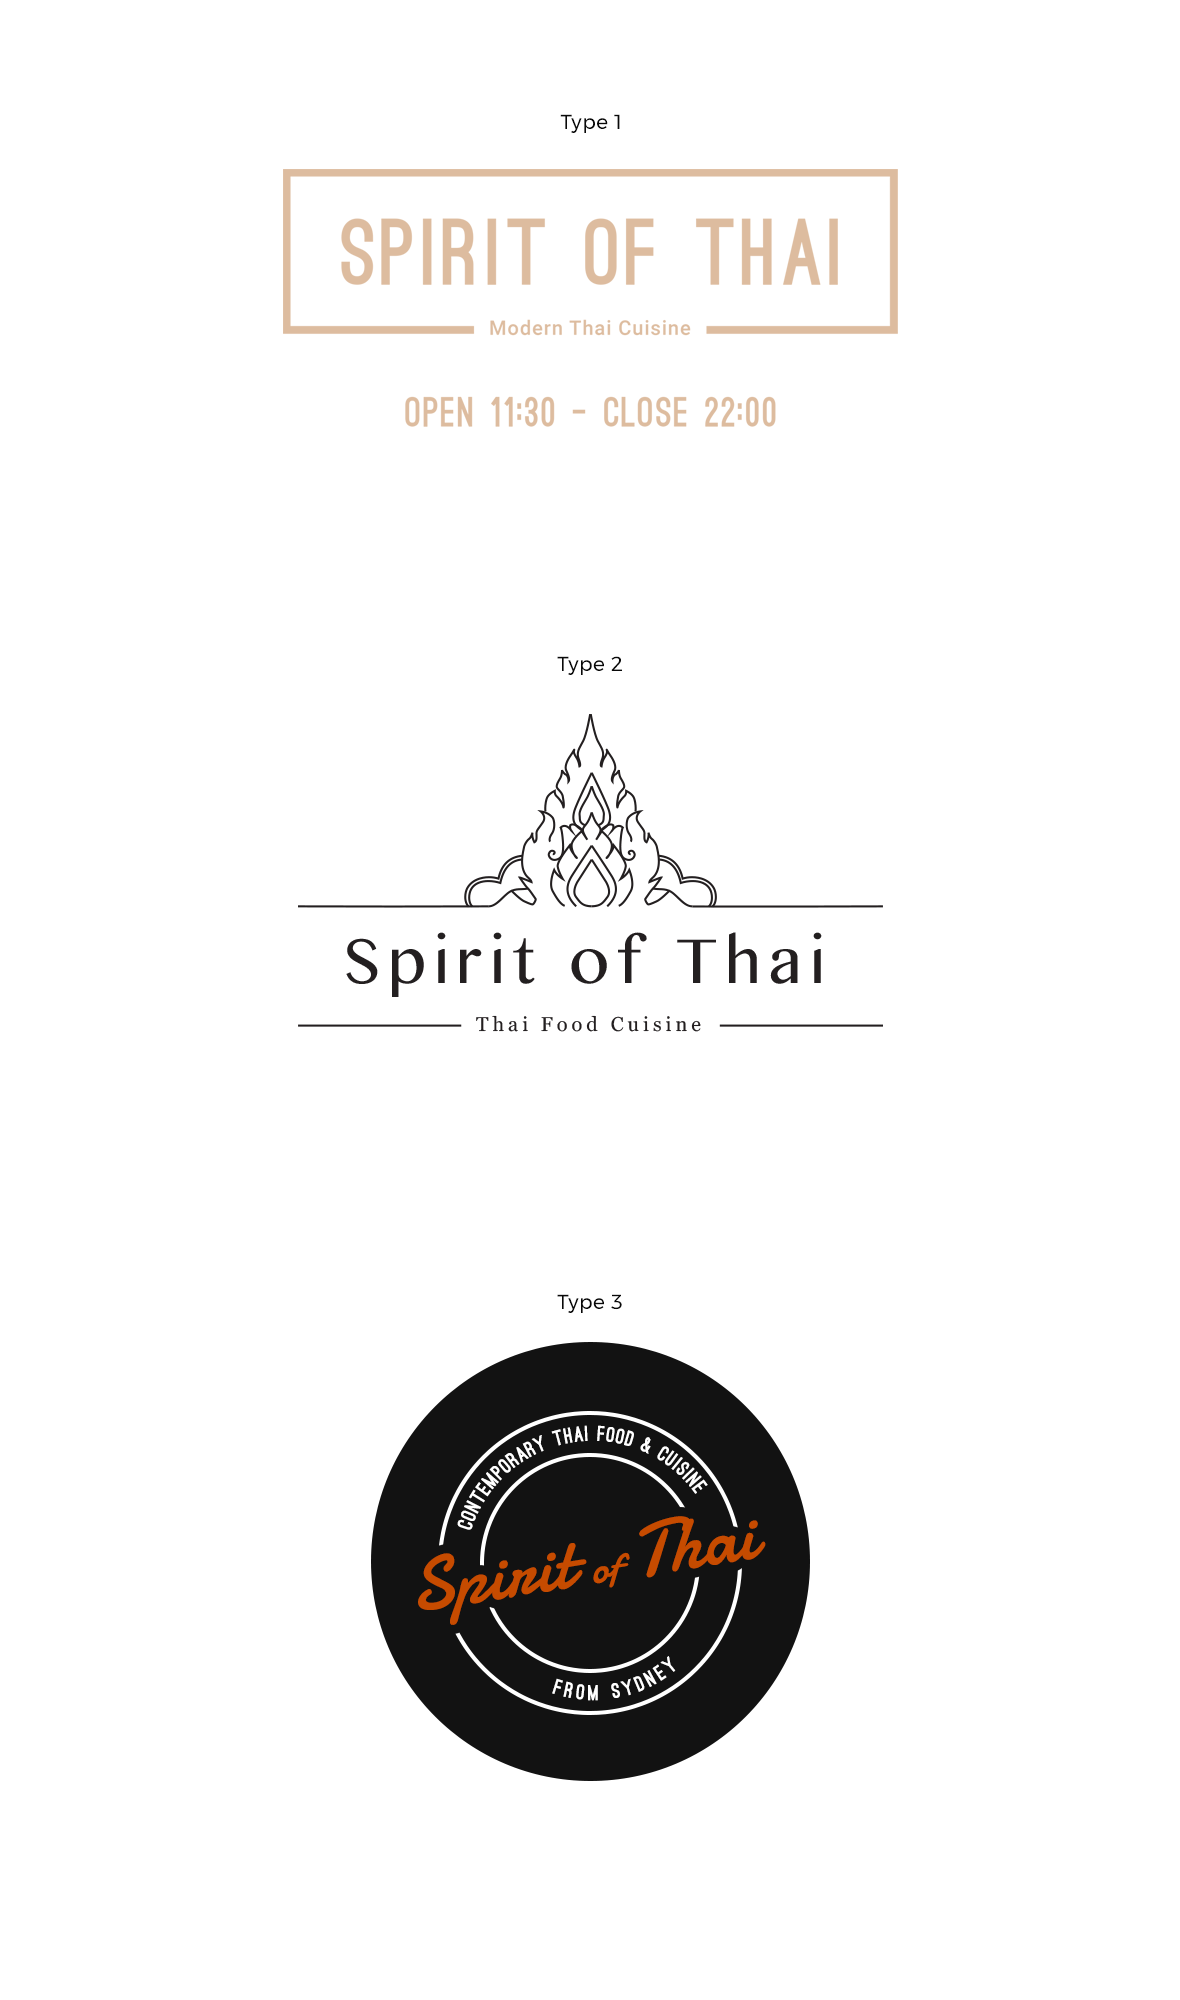 Type 1
SPIRIT OF THAI
Modern Thai Cuisine
OPEN 11:30 - CLOSE 22:00
Type 2
Spirit of Thai
Thai Food Cuisine
Type 3
CONTEMPORARY THAI FOOD & CUISINE
Spirit of Thai
FROM SYDNEY